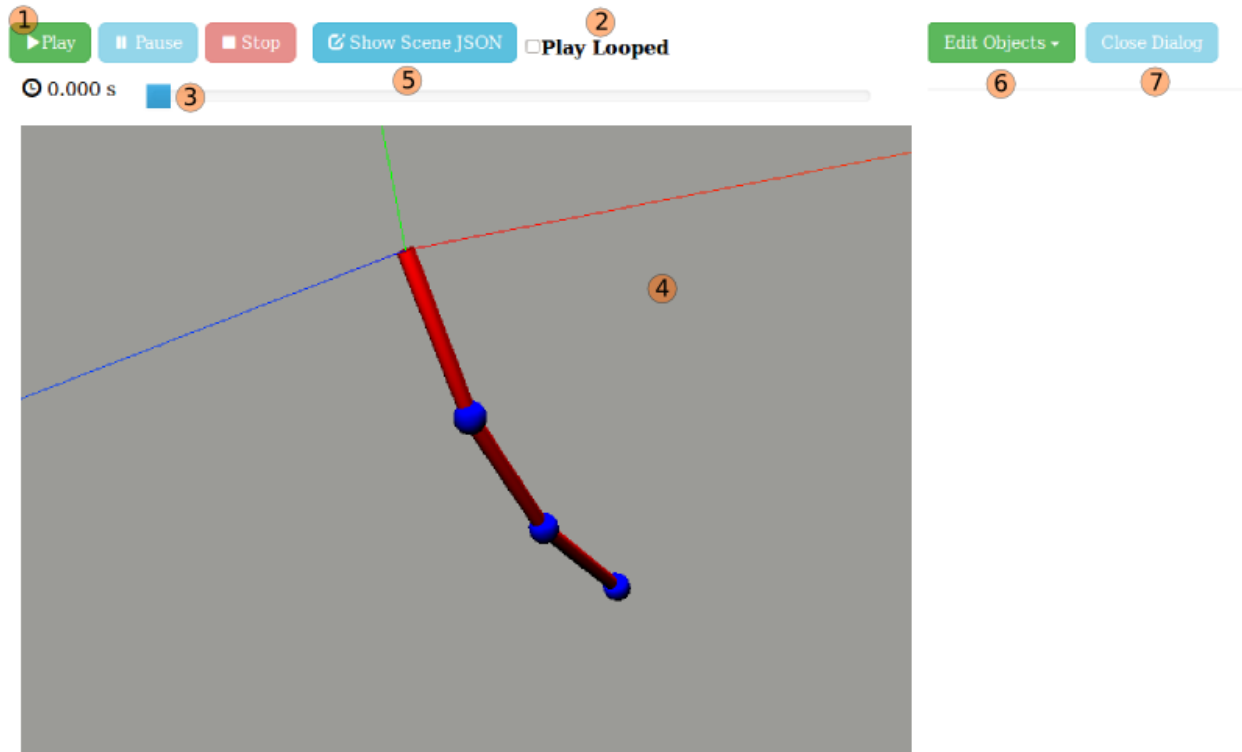 1
2
Play Pause Stop Show Scene JSON Play Looped Edit Objects Close Dialog
5 6 7
0.000 s 3
4